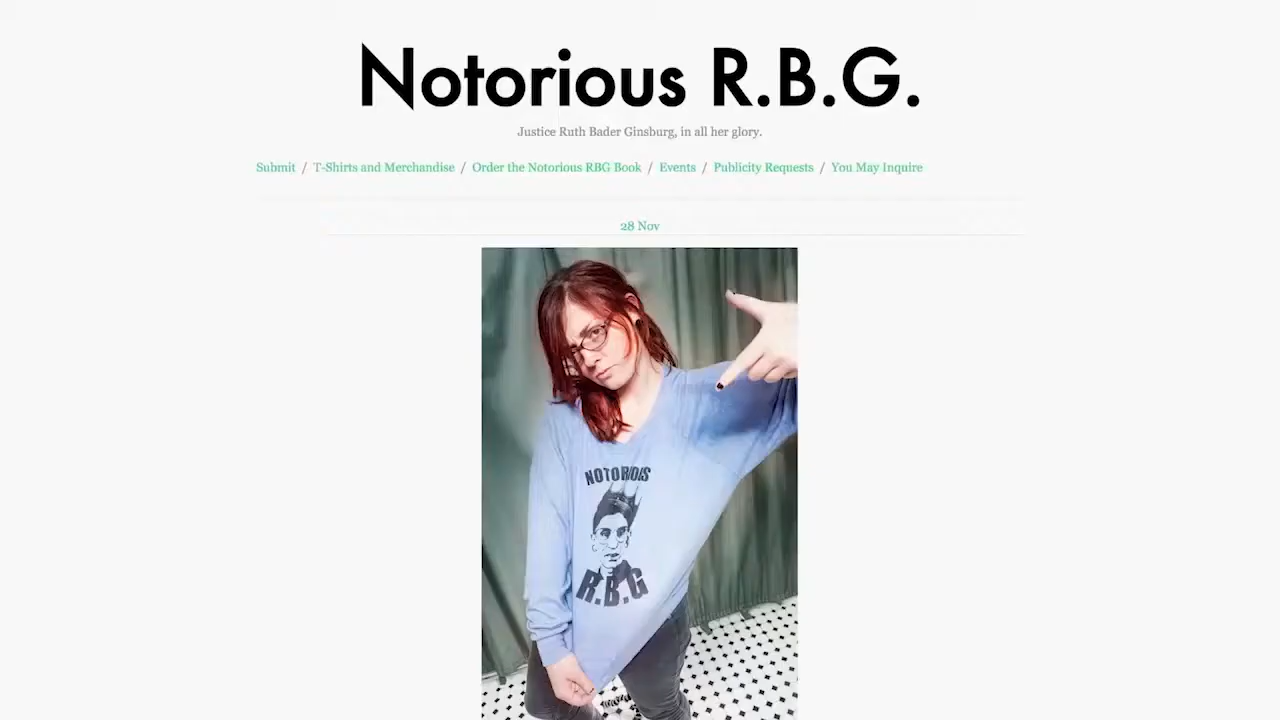 Notorious R.B.G.
Justice Ruth Bader Ginsburg, in all her glory.
Submit / T-Shirts and Merchandise / Order the Notorious RBG Book / Events / Publicity Requests / You May Inquire
28 Nov
NOTORIOUS
R.B.G